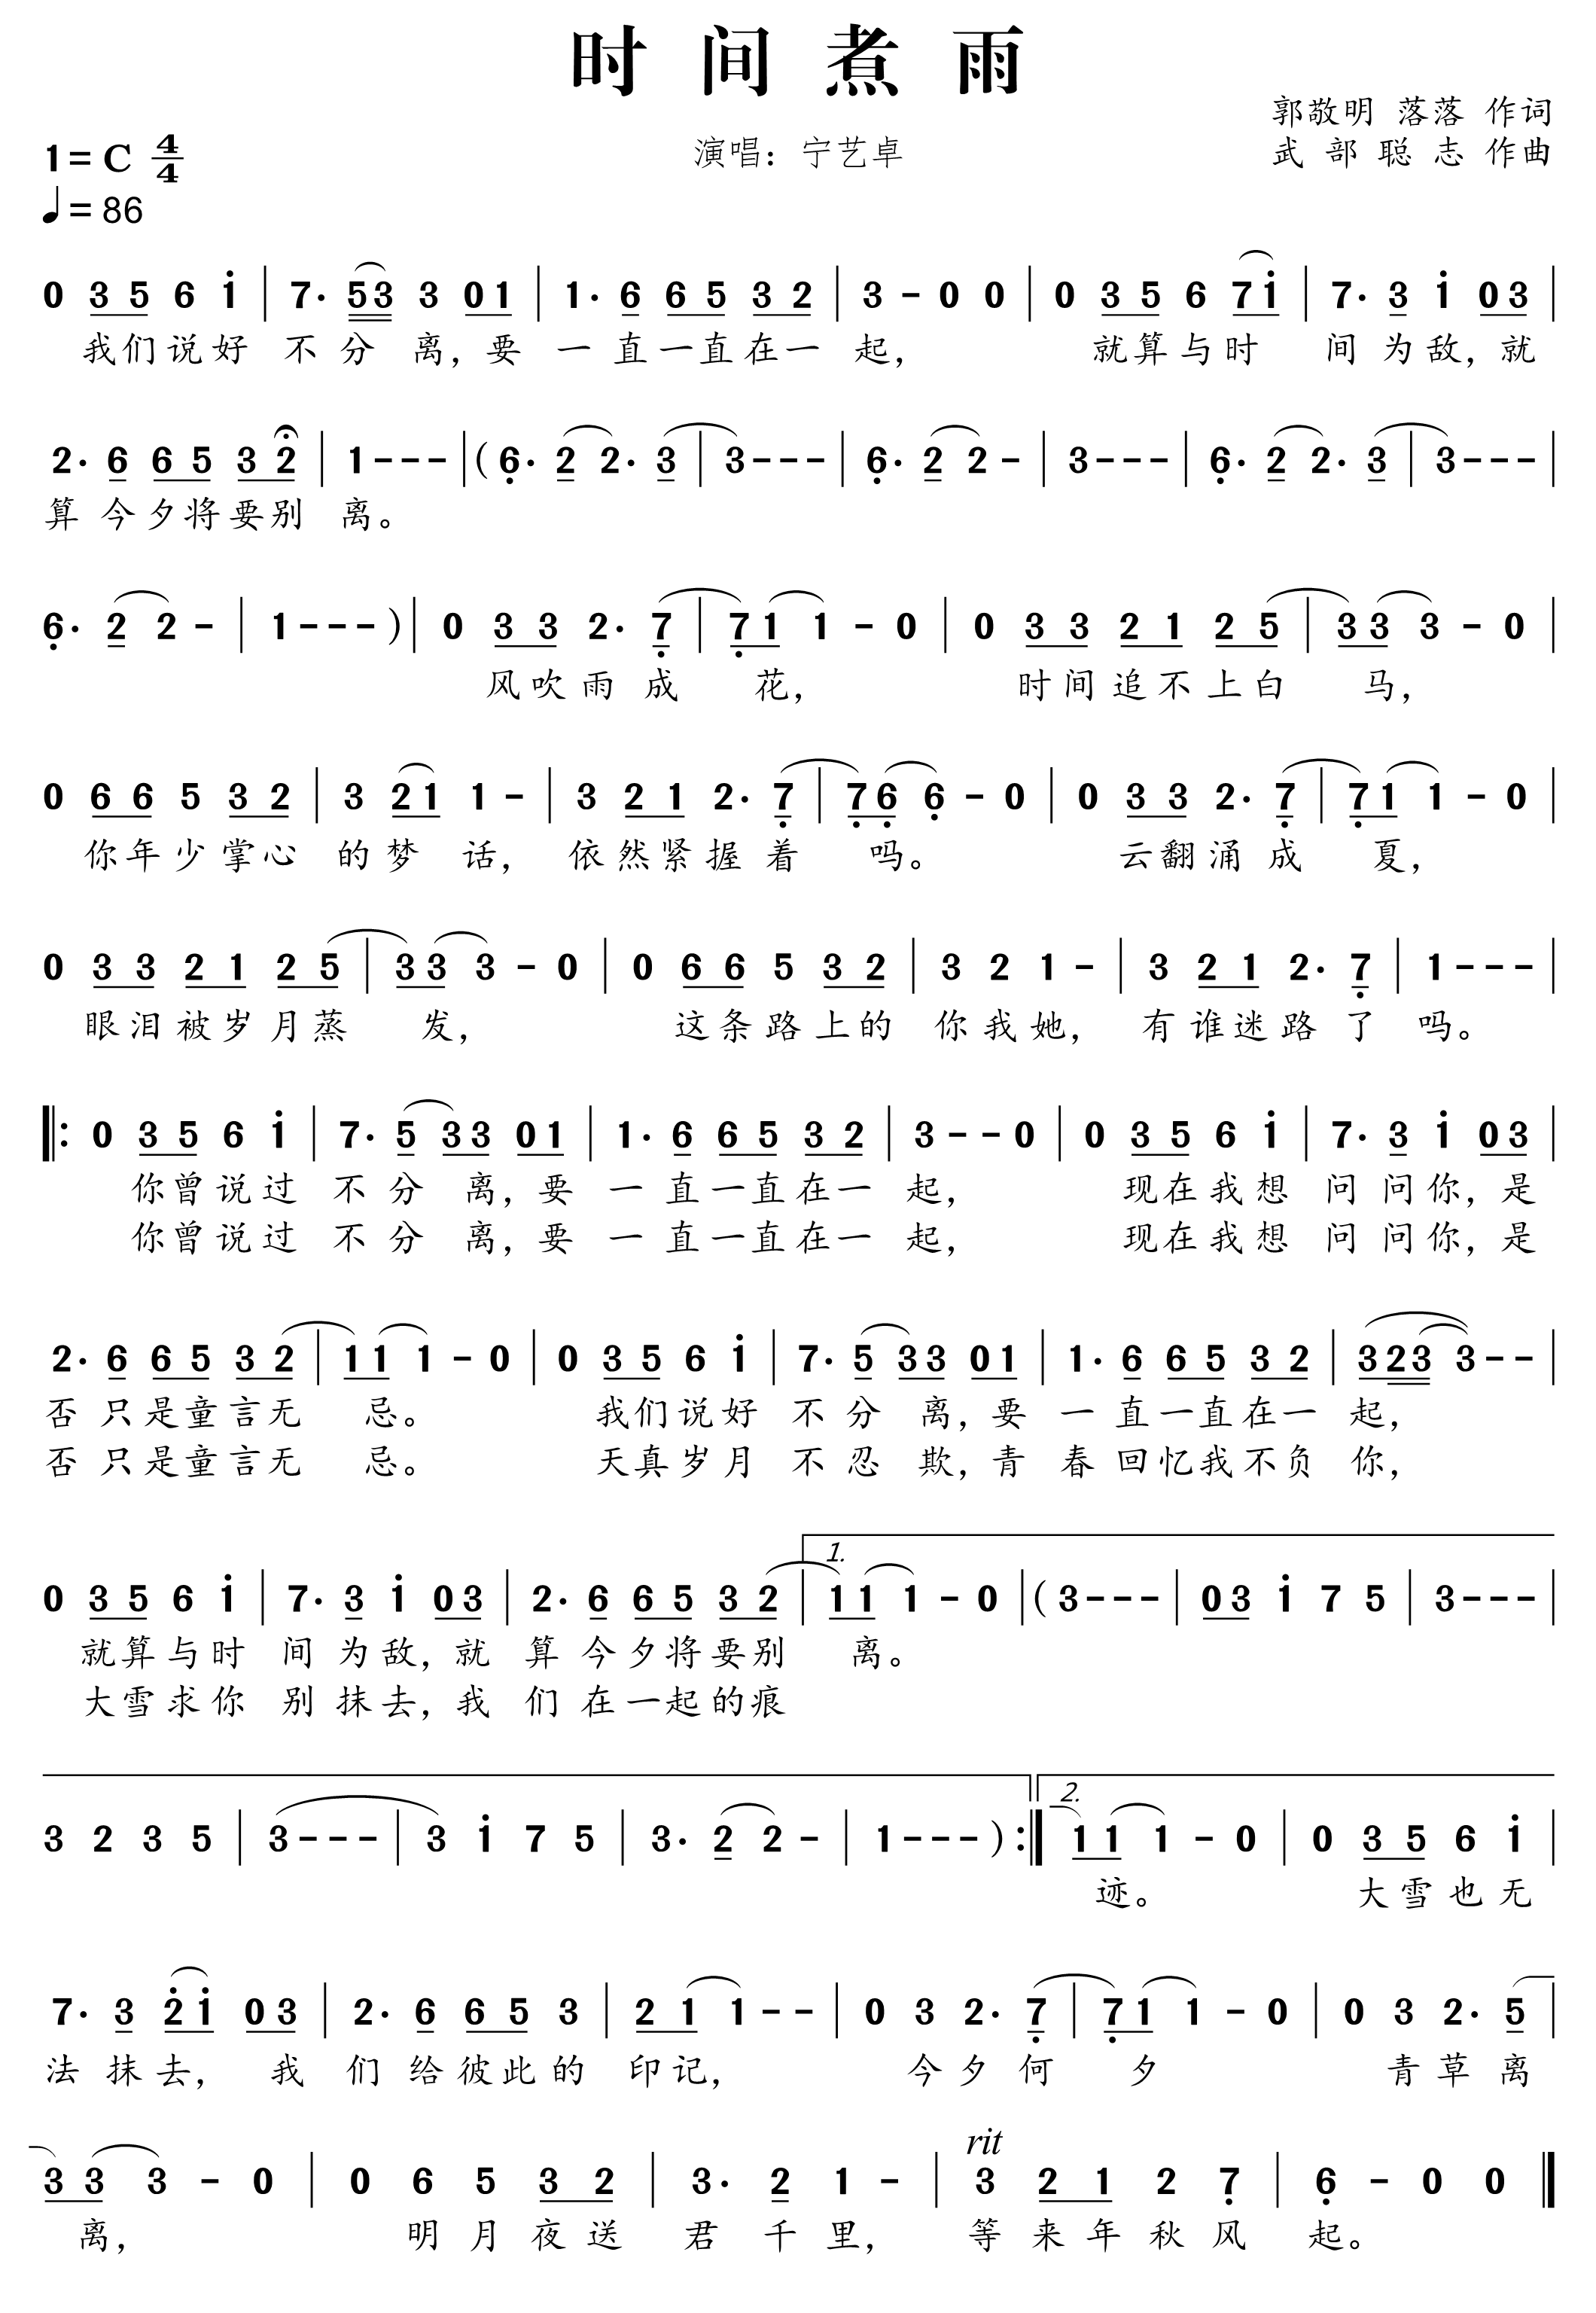 时间煮雨
郭敬明 落落 作词
1=C 4/4 演唱：宁艺卓 武部聪志 作曲
♩=86
0 3 5 6 i | 7· 5 3 3 0 1 | 1· 6 6 5 3 2 | 3 - 0 0 | 0 3 5 6 7 i | 7· 3 i 0 3 |
我们说好 不分离，要 一直一直在一起， 就算与时 间为敌，就
2· 6 6 5 3 2 | 1 - - - | ( 6· 2 2· 3 | 3 - - - | 6· 2 2 - | 3 - - - | 6· 2 2· 3 | 3 - - - |
算今夕将要别 离。
6· 2 2 - | 1 - - - ) | 0 3 3 2· 7 | 7 1 1 - 0 | 0 3 3 2 1 2 5 | 3 3 3 - 0 |
风吹雨成 花， 时间追不上白 马，
0 6 6 5 3 2 | 3 2 1 1 - | 3 2 1 2· 7 | 7 6 6 - 0 | 0 3 3 2· 7 | 7 1 1 - 0 |
你年少掌心 的梦话， 依然紧握着 吗。 云翻涌成 夏，
0 3 3 2 1 2 5 | 3 3 3 - 0 | 0 6 6 5 3 2 | 3 2 1 - | 3 2 1 2· 7 | 1 - - - |
眼泪被岁月蒸 发， 这条路上的 你我她， 有谁迷路了 吗。
|: 0 3 5 6 i | 7· 5 3 3 0 1 | 1· 6 6 5 3 2 | 3 - - 0 | 0 3 5 6 i | 7· 3 i 0 3 |
你曾说过 不分离，要 一直一直在一 起， 现在我想 问问你，是
你曾说过 不分离，要 一直一直在一 起， 现在我想 问问你，是
2· 6 6 5 3 2 | 1 1 1 - 0 | 0 3 5 6 i | 7· 5 3 3 0 1 | 1· 6 6 5 3 2 | 3 2 3 3 - - |
否只是童言无 忌。 我们说好 不分离，要 一直一直在一 起，
否只是童言无 忌。 天真岁月 不忍欺，青 春回忆我不负 你，
1.
0 3 5 6 i | 7· 3 i 0 3 | 2· 6 6 5 3 2 | 1 1 1 - 0 | ( 3 - - - | 0 3 i 7 5 | 3 - - - |
就算与时 间为敌，就 算今夕将要别 离。
大雪求你 别抹去，我 们在一起的痕
2.
3 2 3 5 | 3 - - - | 3 i 7 5 | 3· 2 2 - | 1 - - - ) :| 1 1 1 - 0 | 0 3 5 6 i |
迹。 大雪也无
7· 3 2 i 0 3 | 2· 6 6 5 3 | 2 1 1 - - | 0 3 2· 7 | 7 1 1 - 0 | 0 3 2· 5 |
法抹去，我 们给彼此的 印记， 今夕何 夕 青草离
rit
3 3 3 - 0 | 0 6 5 3 2 | 3· 2 1 - | 3 2 1 2 7 | 6 - 0 0 |
离， 明月夜送 君千里， 等来年秋风 起。